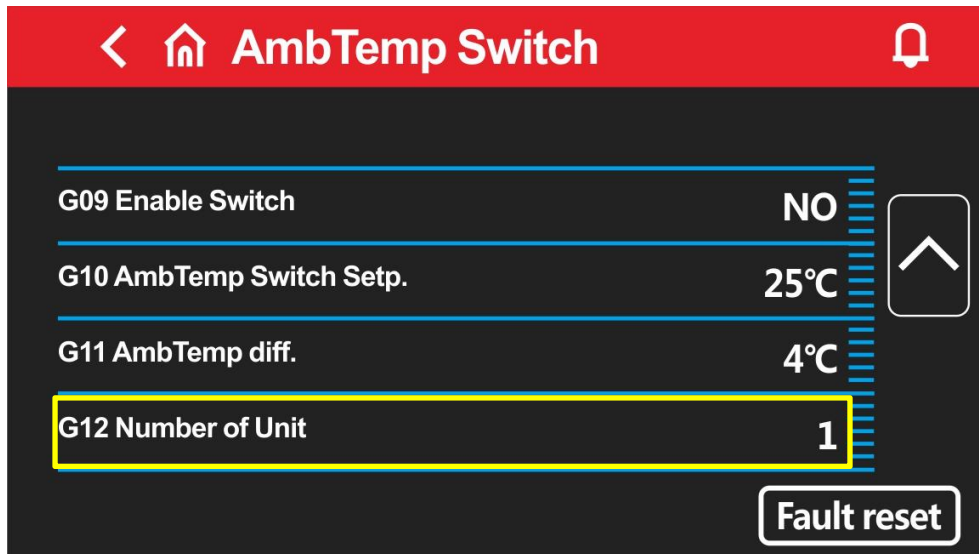 AmbTemp Switch
G09 Enable Switch NO
G10 AmbTemp Switch Setp. 25℃
G11 AmbTemp diff. 4℃
G12 Number of Unit 1
Fault reset